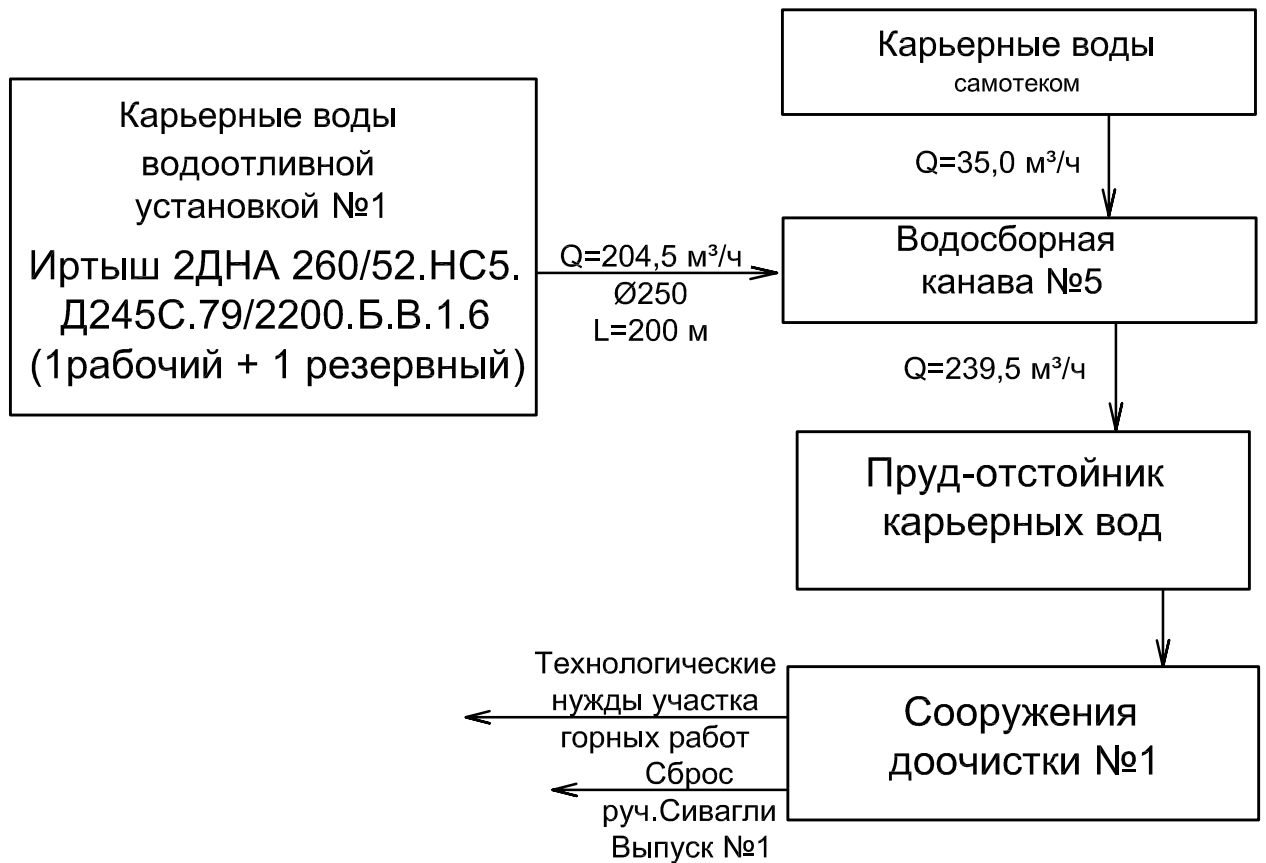 Карьерные воды
самотеком
Карьерные воды
водоотливной
установкой №1
Иртыш 2ДНА 260/52.НС5.
Д245С.79/2200.Б.В.1.6
(1рабочий + 1 резервный)
Q=35,0 м³/ч
Q=204,5 м³/ч
Ø250
L=200 м
Водосборная
канава №5
Q=239,5 м³/ч
Пруд-отстойник
карьерных вод
Технологические
нужды участка
горных работ
Сброс
руч.Сивагли
Выпуск №1
Сооружения
доочистки №1